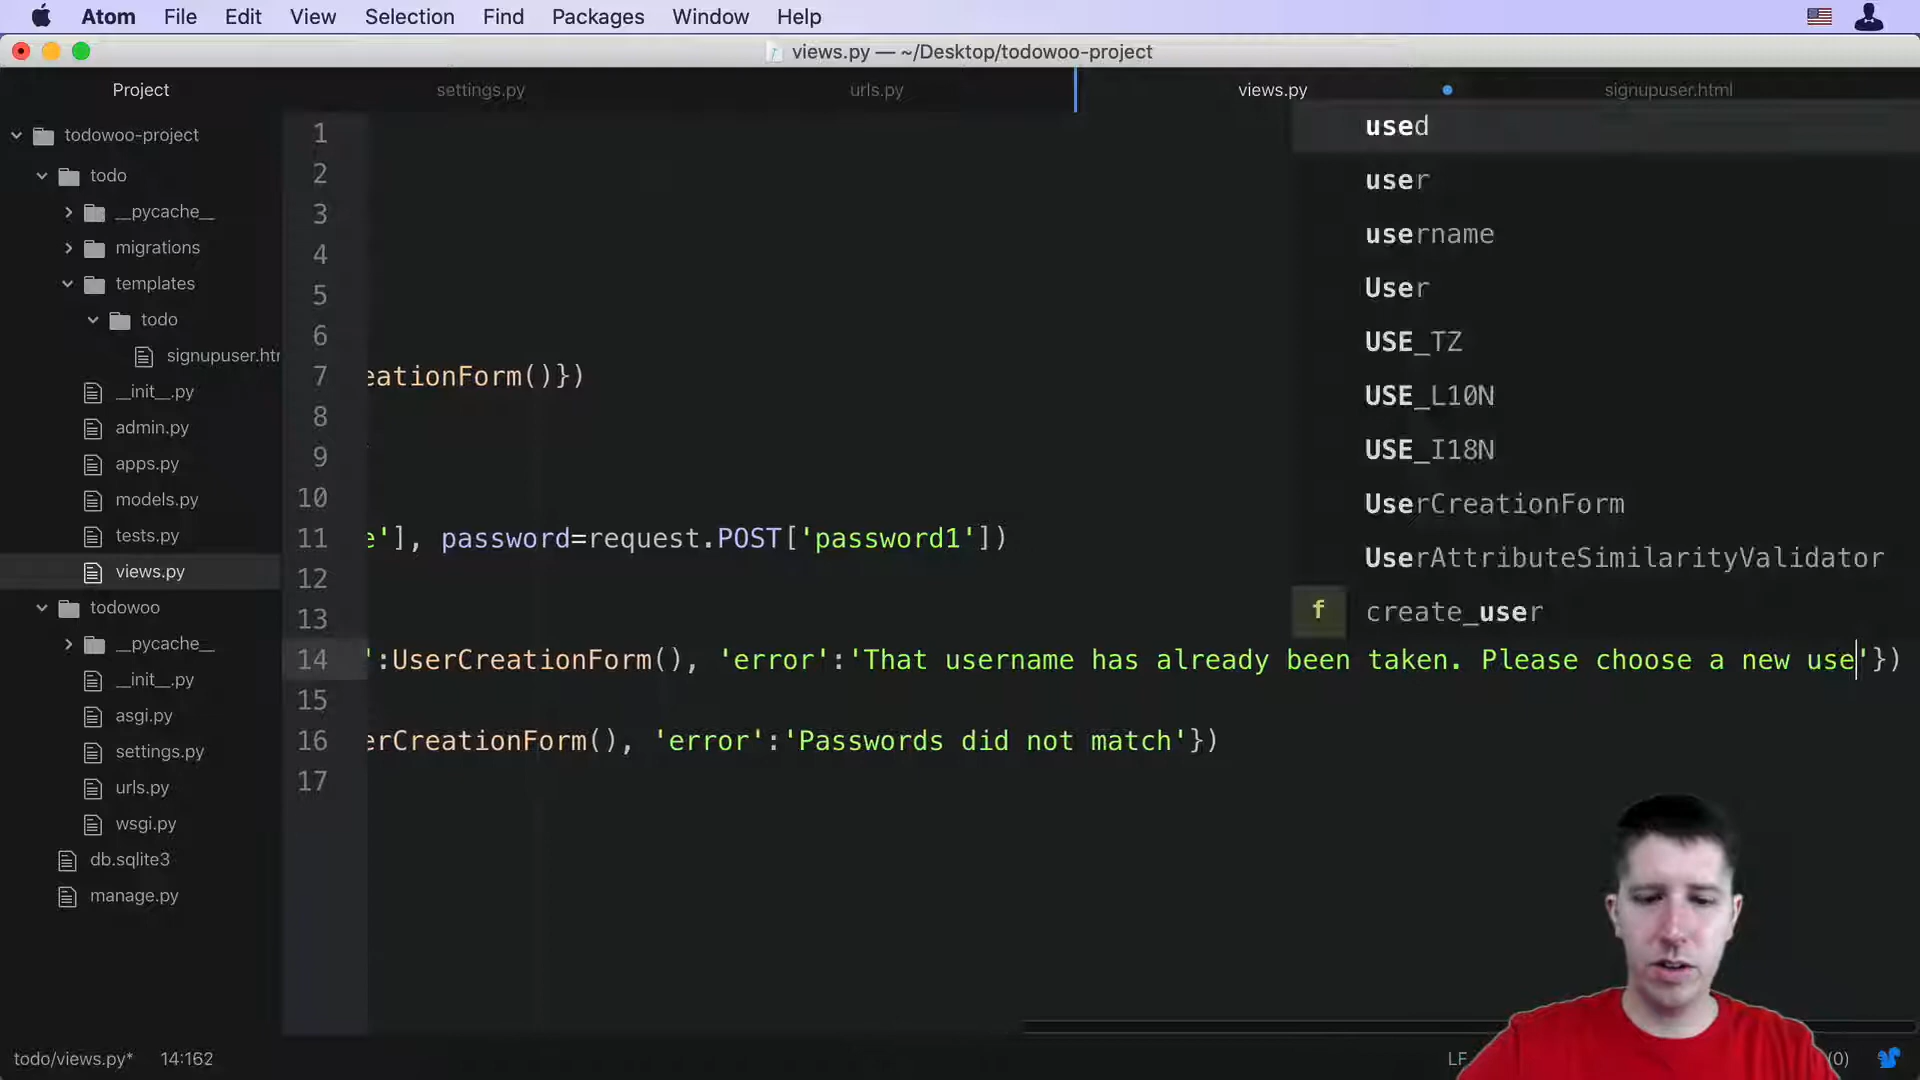 Atom File Edit View Selection Find Packages Window Help
views.py — ~/Desktop/todowoo-project
Project settings.py urls.py views.py signupuser.html
todowoo-project
todo
__pycache__
migrations
templates
todo
signupuser.htm
__init__.py
admin.py
apps.py
models.py
tests.py
views.py
todowoo
__pycache__
__init__.py
asgi.py
settings.py
urls.py
wsgi.py
db.sqlite3
manage.py
1
2
3
4
5
6
7 eationForm()})
8
9
10
11 e'], password=request.POST['password1'])
12
13
14 ':UserCreationForm(), 'error':'That username has already been taken. Please choose a new use'})
15
16 erCreationForm(), 'error':'Passwords did not match'})
17
used
user
username
User
USE_TZ
USE_L10N
USE_I18N
UserCreationForm
UserAttributeSimilarityValidator
f create_user
todo/views.py* 14:162 LF (0)